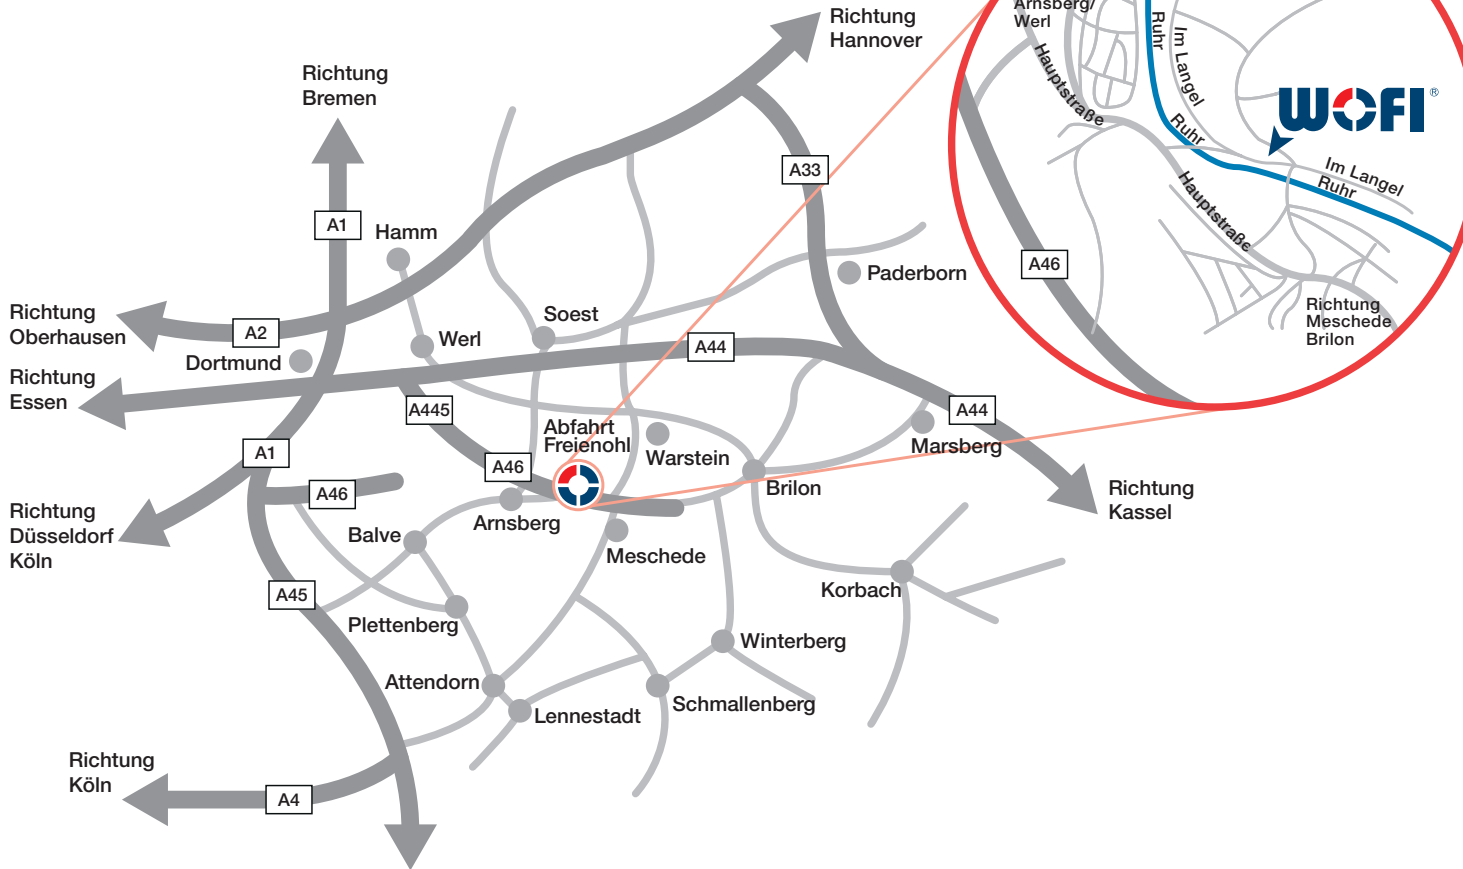 Richtung
Hannover
Richtung
Bremen
A1
Hamm
A33
Paderborn
Richtung
Oberhausen
A2
Dortmund
Soest
Werl
A44
Richtung
Essen
A445
Abfahrt
Freienohl
Warstein
A44
Marsberg
A1
A46
A46
Arnsberg
Brilon
Richtung
Kassel
Richtung
Düsseldorf
Köln
Balve
Meschede
A45
Korbach
Plettenberg
Winterberg
Attendorn
Lennestadt
Schmallenberg
Richtung
Köln
A4
Arnsberg/
Werl
Hauptstraße
Ruhr
Im Langel
WOFI®
Ruhr
Im Langel
Ruhr
Hauptstraße
A46
Richtung
Meschede
Brilon